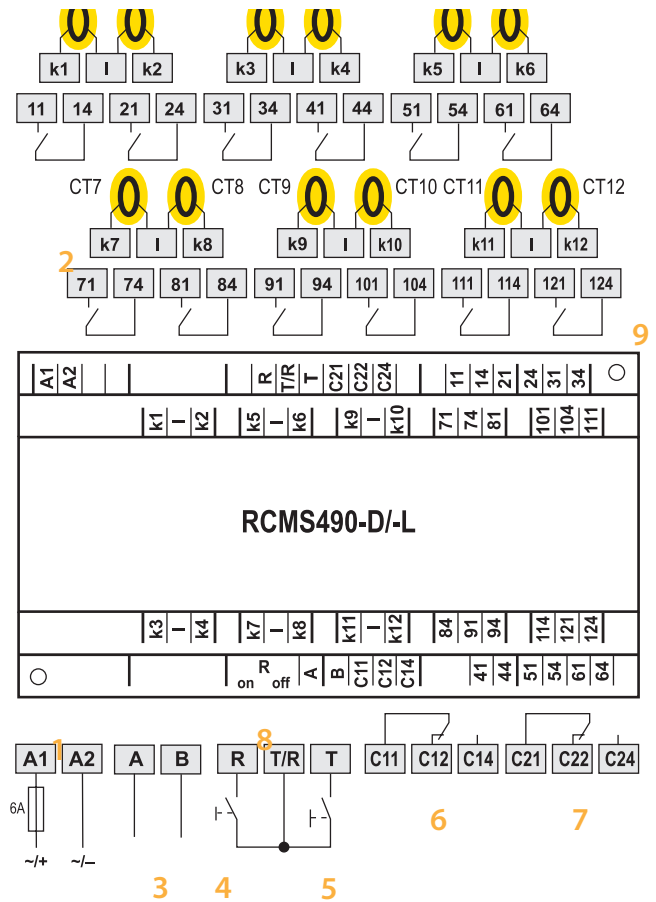 k1 I k2 k3 I k4 k5 I k6
11 14 21 24 31 34 41 44 51 54 61 64
CT7 CT8 CT9 CT10 CT11 CT12
k7 I k8 k9 I k10 k11 I k12
2
71 74 81 84 91 94 101 104 111 114 121 124
9
A1 A2 R T/R T C21 C22 C24 11 14 21 24 31 34
k1 I k2 k5 I k6 k9 I k10 71 74 81 101 104 111
RCMS490-D/-L
k3 I k4 k7 I k8 k11 I k12 84 91 94 114 121 124
on R off A B C11 C12 C14 41 44 51 54 61 64
1 8
A1 A2 A B R T/R T C11 C12 C14 C21 C22 C24
6A
6 7
~/+ ~/–
3 4 5